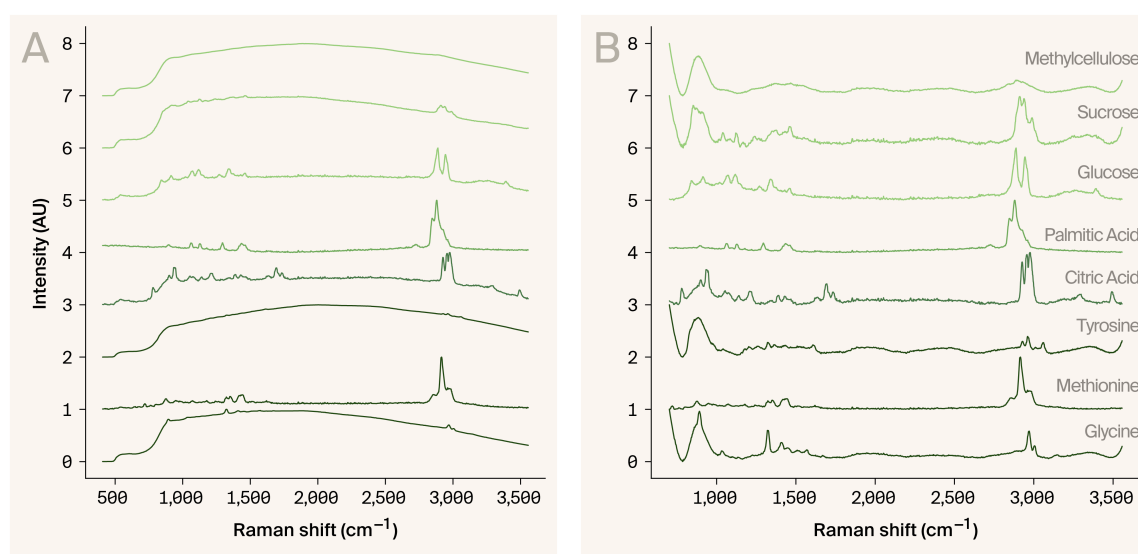 A
8
7
6
5
4
3
2
1
0
Intensity (AU)
500 1,000 1,500 2,000 2,500 3,000 3,500
Raman shift (cm⁻¹)
B
8
7
6
5
4
3
2
1
0
Methylcellulose
Sucrose
Glucose
Palmitic Acid
Citric Acid
Tyrosine
Methionine
Glycine
1,000 1,500 2,000 2,500 3,000 3,500
Raman shift (cm⁻¹)